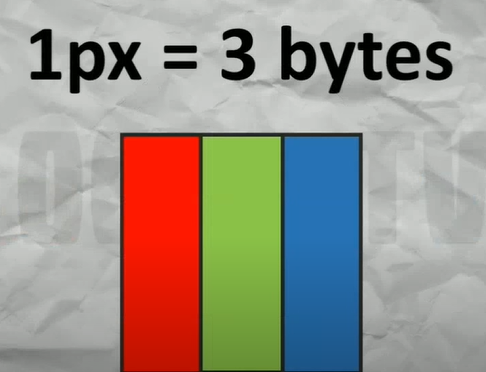 1px = 3 bytes